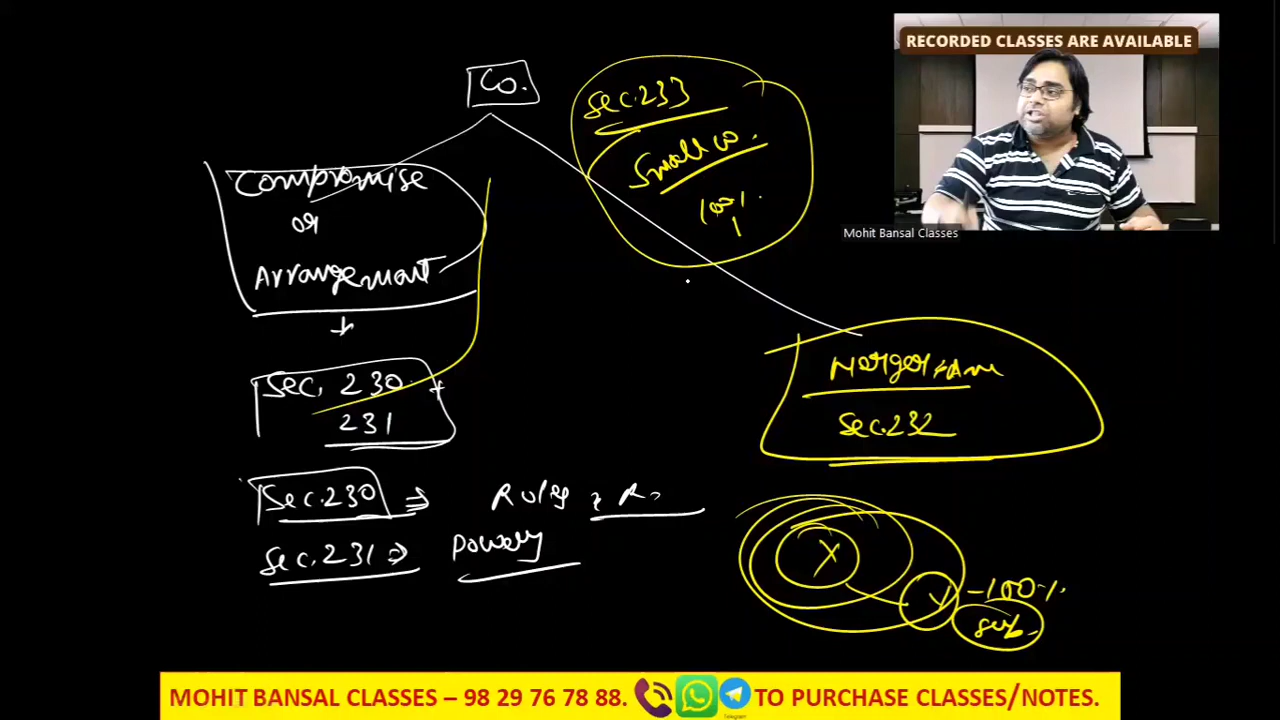 RECORDED CLASSES ARE AVAILABLE
Mohit Bansal Classes
Co.
Sec.233
Small co.
100%
Compromise
or
Arrangement
Sec. 230 +
231
Merger
Sec.232
Sec.230 ⇒ Rules
Sec.231 ⇒ Power
X
Y -100%
sub.
MOHIT BANSAL CLASSES – 98 29 76 78 88. TO PURCHASE CLASSES/NOTES.
Telegram